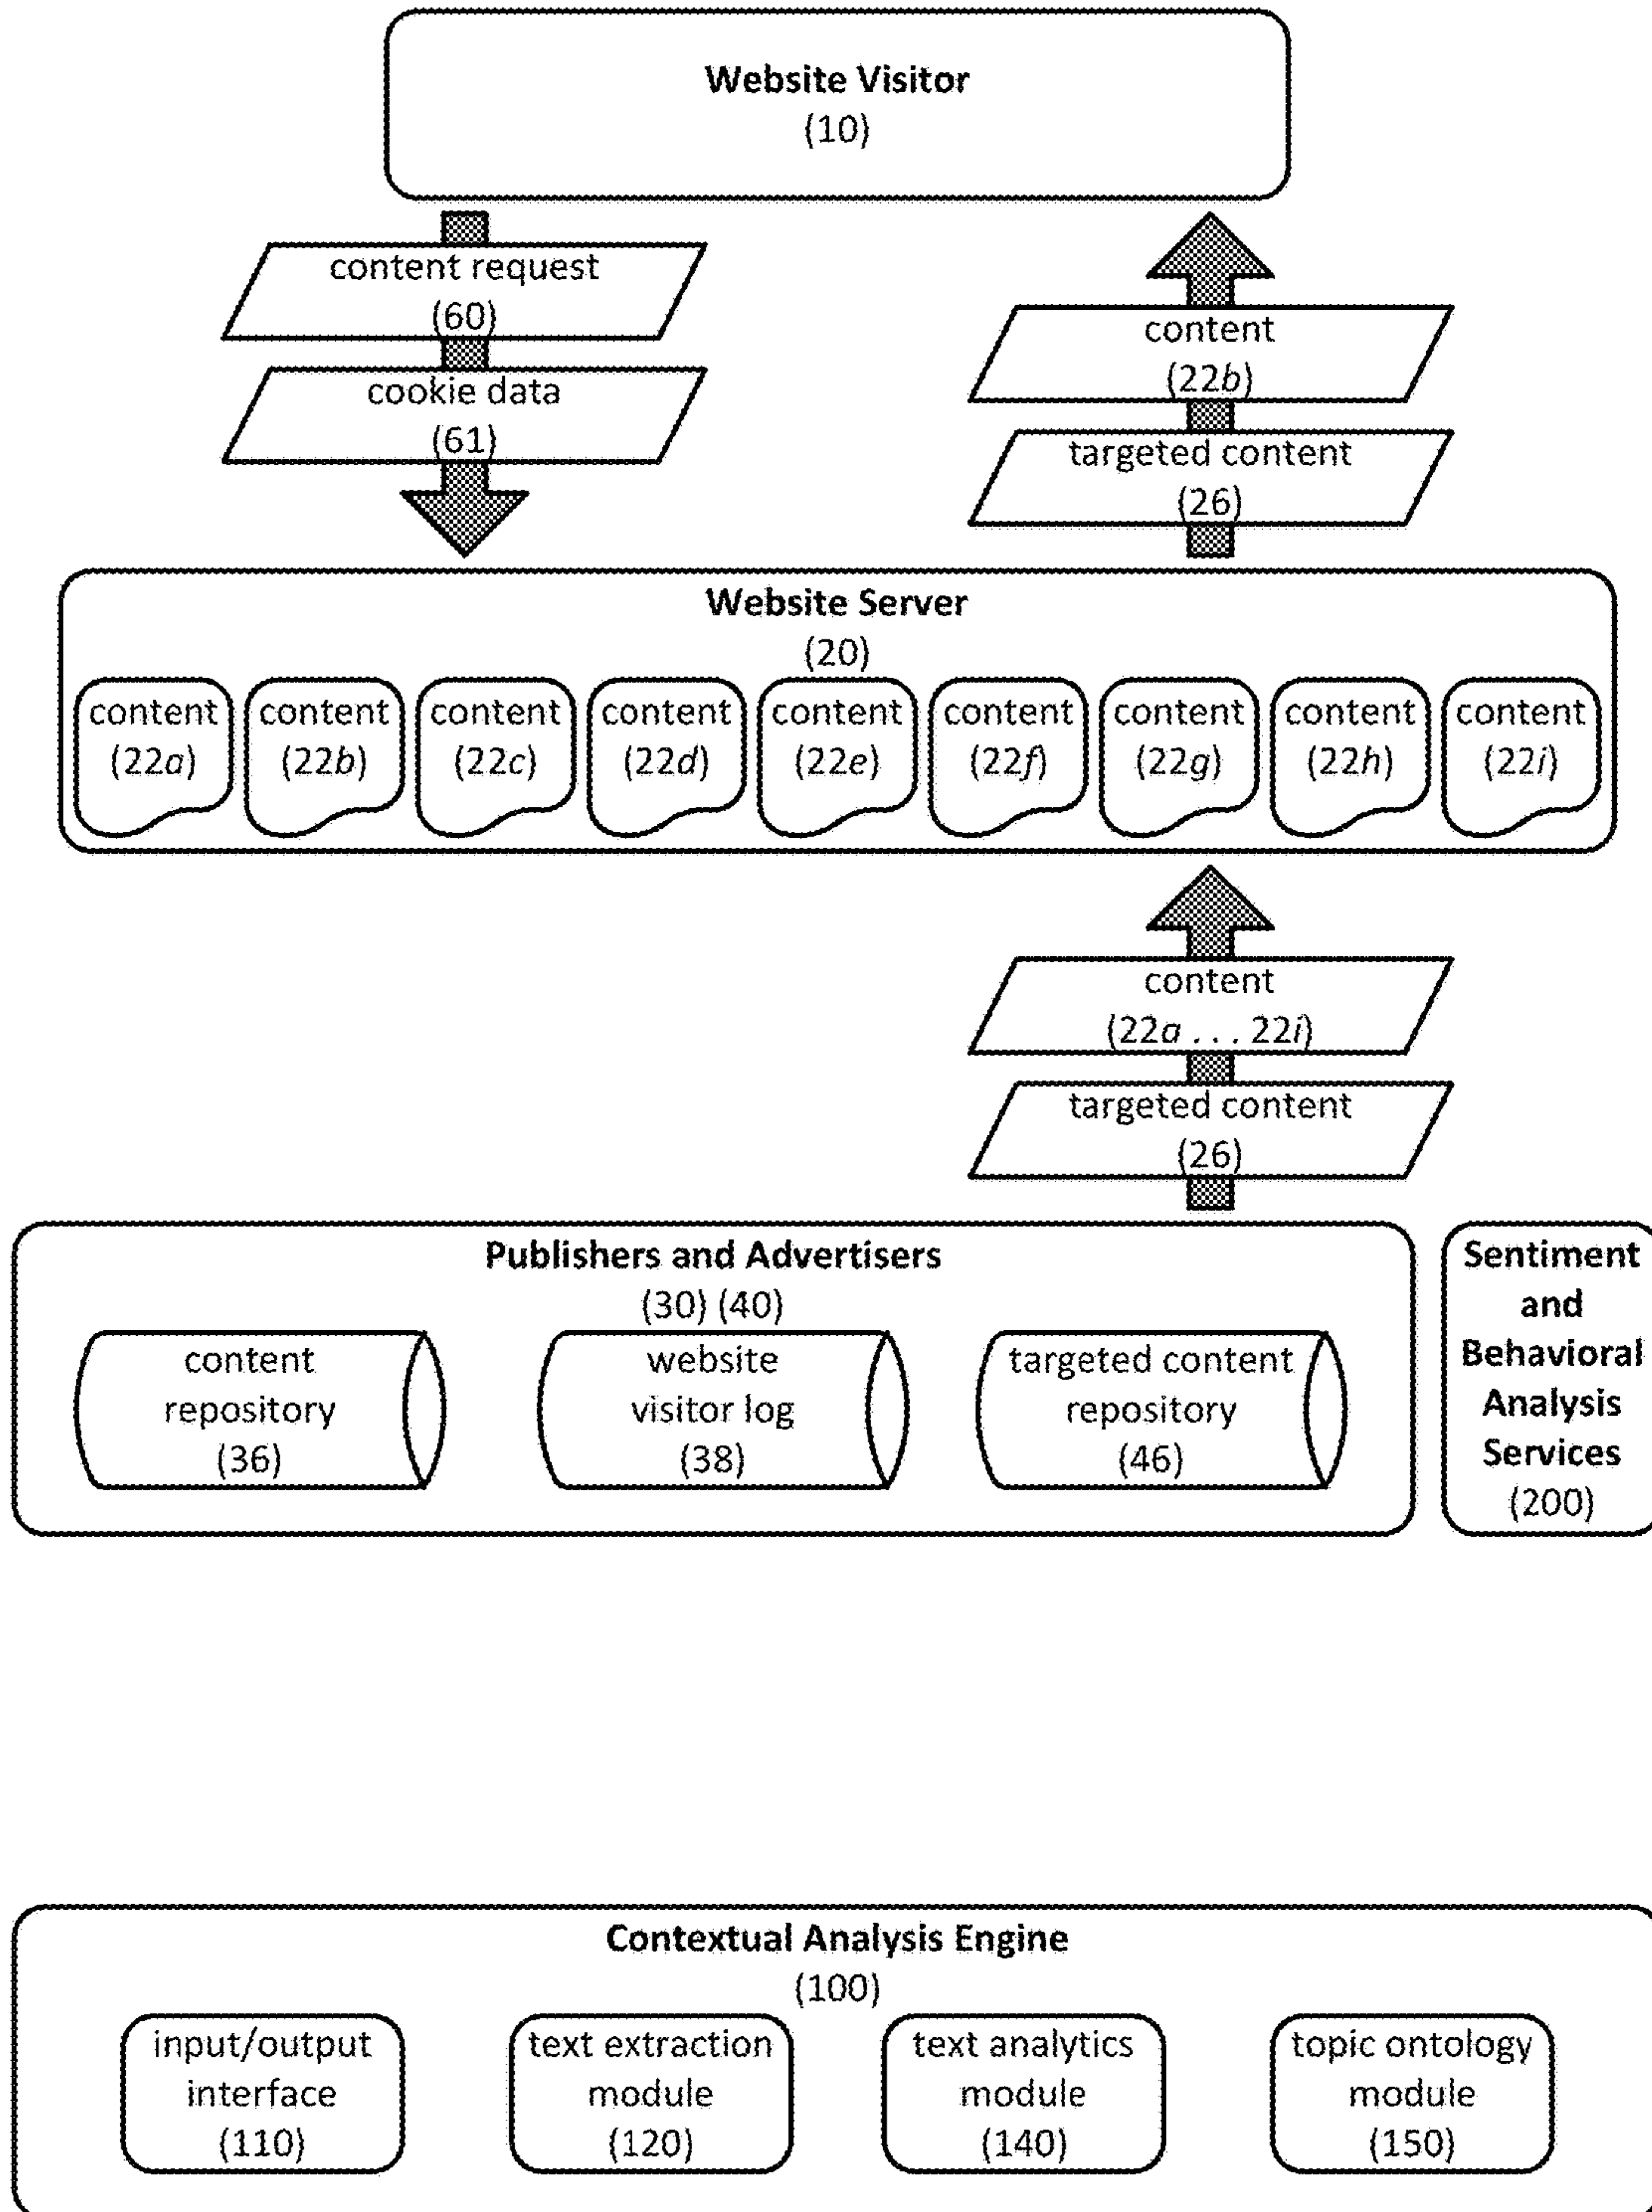 Website Visitor
(10)
content request
(60)
cookie data
(61)
content
(22b)
targeted content
(26)
Website Server
(20)
content content content content content content content content content
(22a) (22b) (22c) (22d) (22e) (22f) (22g) (22h) (22i)
content
(22a . . . 22i)
targeted content
(26)
Publishers and Advertisers
(30) (40)
content
repository
(36)
website
visitor log
(38)
targeted content
repository
(46)
Sentiment
and
Behavioral
Analysis
Services
(200)
Contextual Analysis Engine
(100)
input/output
interface
(110)
text extraction
module
(120)
text analytics
module
(140)
topic ontology
module
(150)